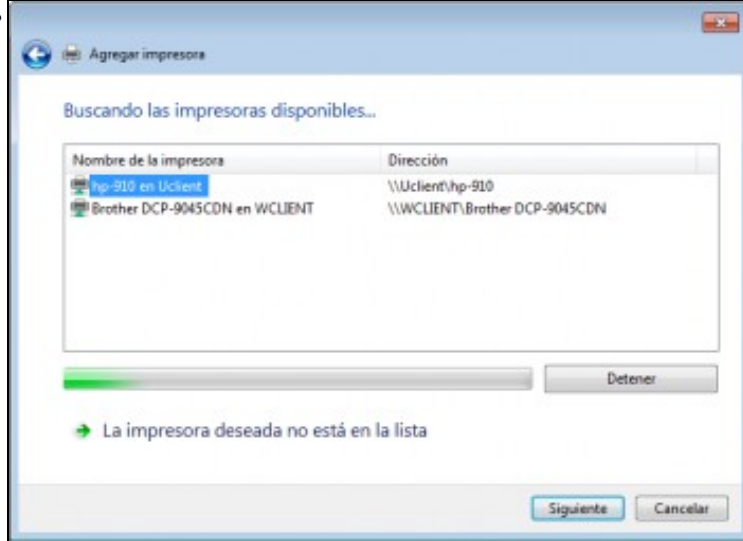 Agregar impresora
Buscando las impresoras disponibles...
Nombre de la impresora Dirección
hp-910 en Uclient \\Uclient\hp-910
Brother DCP-9045CDN en WCLIENT \\WCLIENT\Brother DCP-9045CDN
Detener
La impresora deseada no está en la lista
Siguiente Cancelar